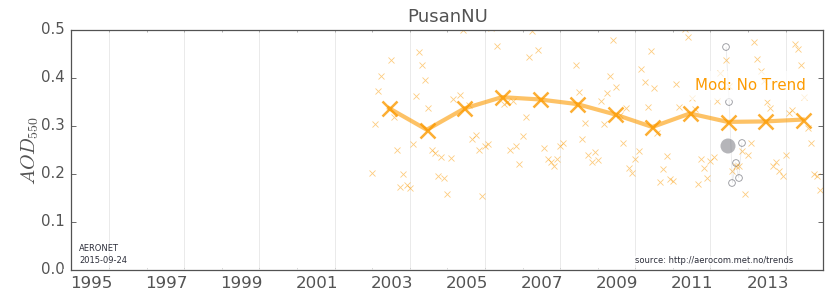 PusanNU
0.5
0.4
0.3
0.2
0.1
0.0
AOD550
Mod: No Trend
AERONET
2015-09-24
source: http://aerocom.met.no/trends
1995 1997 1999 2001 2003 2005 2007 2009 2011 2013